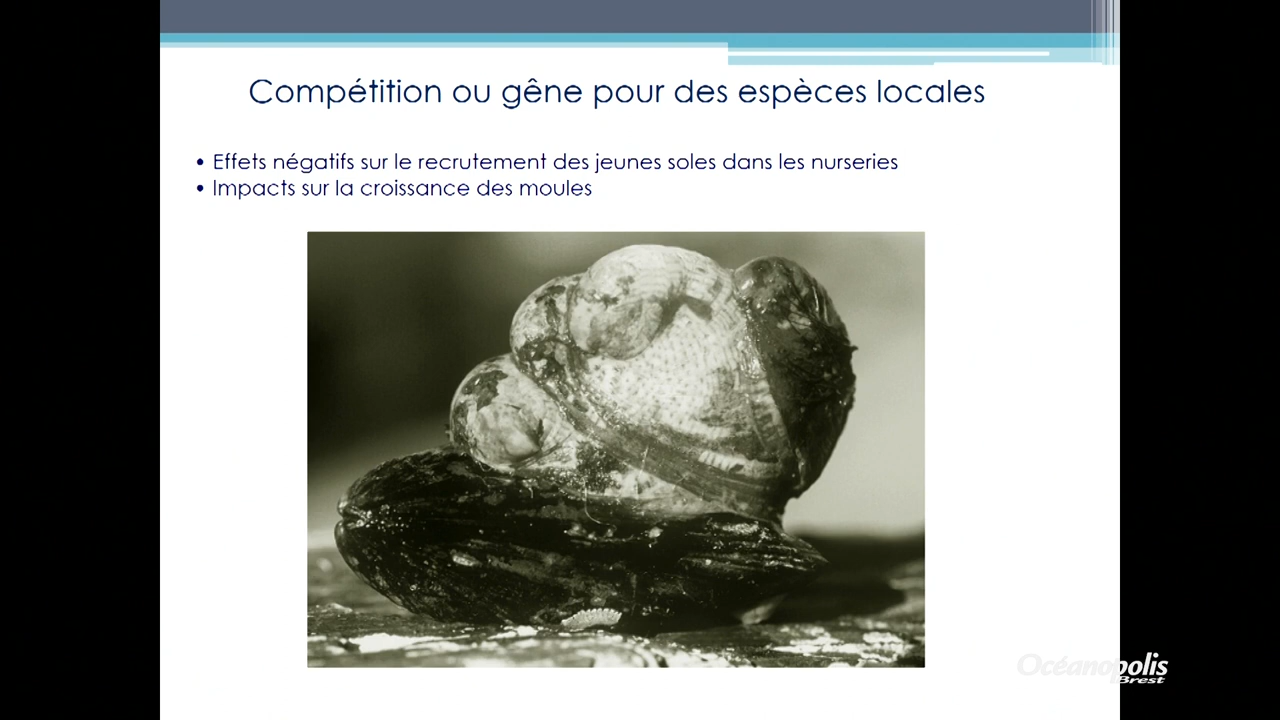 Compétition ou gêne pour des espèces locales
• Effets négatifs sur le recrutement des jeunes soles dans les nurseries
• Impacts sur la croissance des moules
Océanopolis
Brest